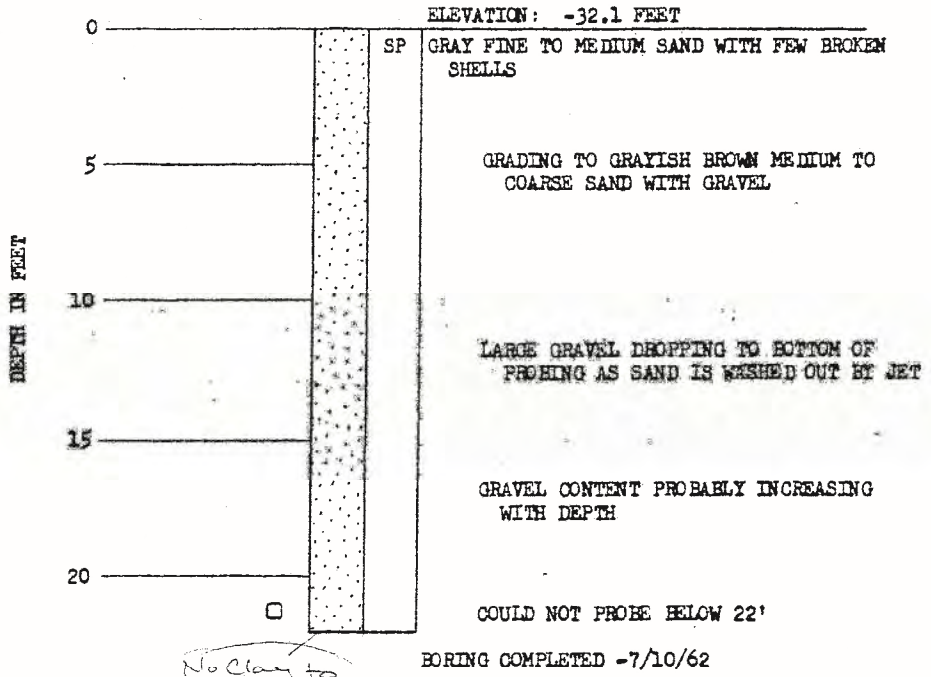 ELEVATION: -32.1 FEET
0
SP GRAY FINE TO MEDIUM SAND WITH FEW BROKEN
SHELLS
5
GRADING TO GRAYISH BROWN MEDIUM TO
COARSE SAND WITH GRAVEL
DEPTH IN FEET
10
LARGE GRAVEL DROPPING TO BOTTOM OF
PROBING AS SAND IS WASHED OUT BY JET
15
GRAVEL CONTENT PROBABLY INCREASING
WITH DEPTH
20
COULD NOT PROBE BELOW 22'
No Clay to
BORING COMPLETED -7/10/62